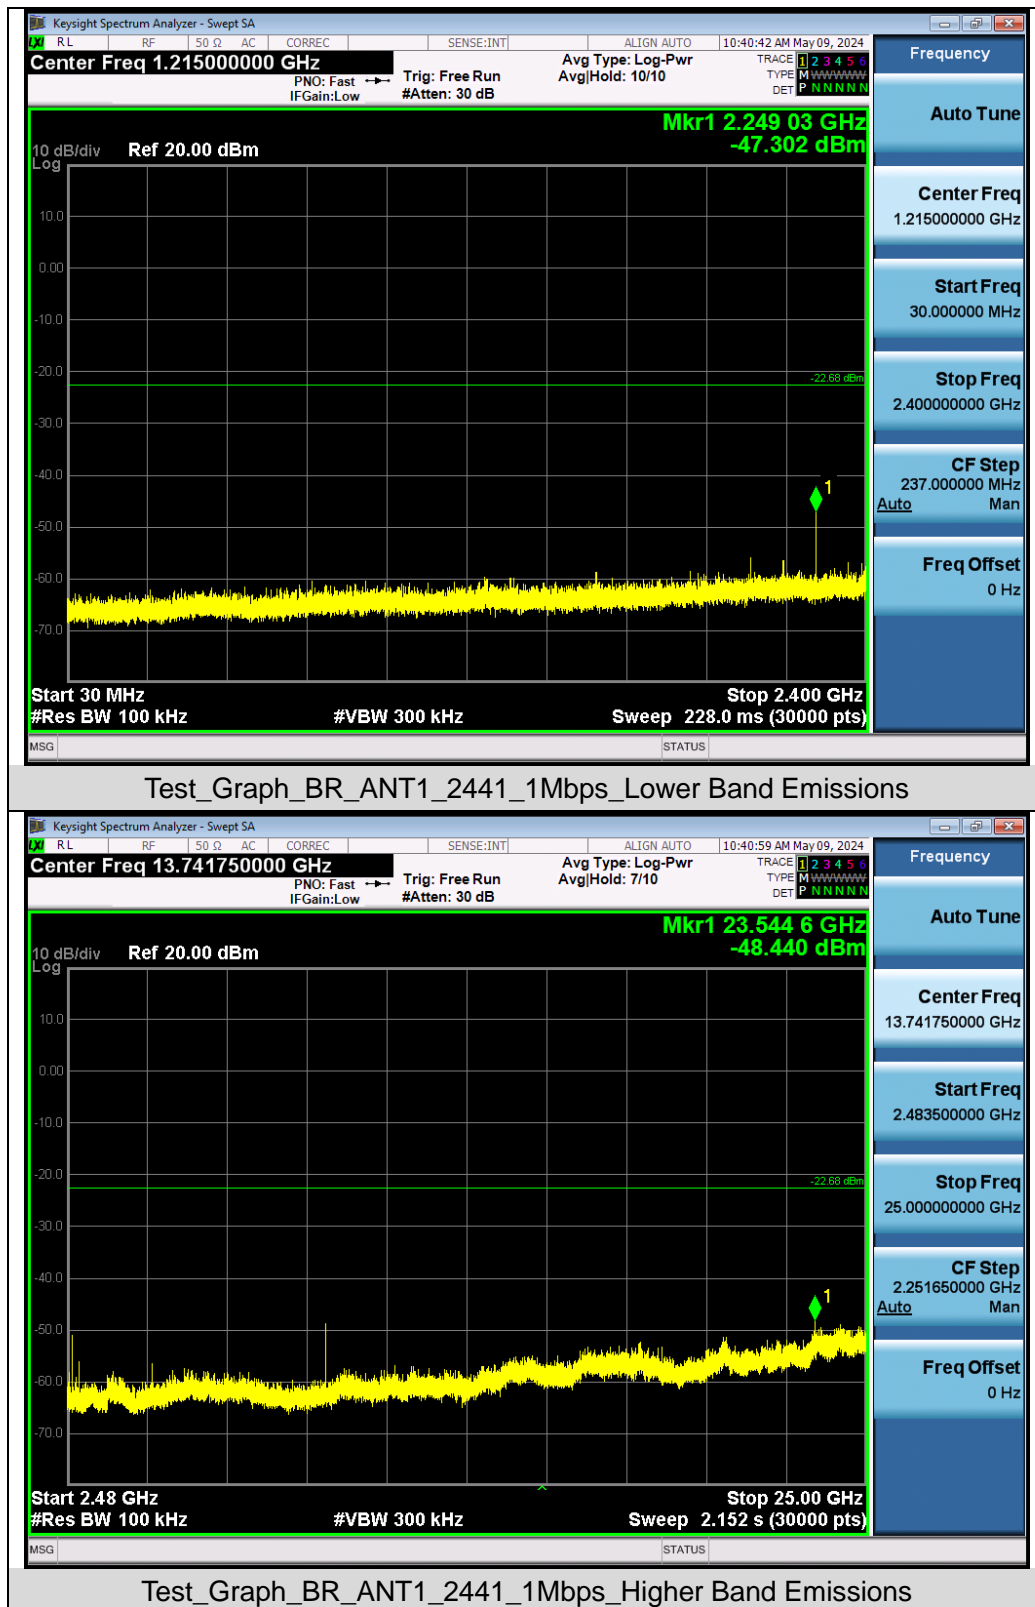 Keysight Spectrum Analyzer - Swept SA
LXI RL RF 50 Ω AC CORREC SENSE:INT ALIGN AUTO 10:40:42 AM May 09, 2024
Center Freq 1.215000000 GHz
PNO: Fast
IFGain:Low
Trig: Free Run
#Atten: 30 dB
Avg Type: Log-Pwr
Avg|Hold: 10/10
TRACE 1 2 3 4 5 6
TYPE M WWWWW
DET P N N N N N
Mkr1 2.249 03 GHz
-47.302 dBm
10 dB/div Ref 20.00 dBm
Log
10.0
0.00
-10.0
-20.0
-22.68 dBm
-30.0
-40.0
1
-50.0
-60.0
-70.0
Start 30 MHz Stop 2.400 GHz
#Res BW 100 kHz #VBW 300 kHz Sweep 228.0 ms (30000 pts)
MSG STATUS
Frequency
Auto Tune
Center Freq
1.215000000 GHz
Start Freq
30.000000 MHz
Stop Freq
2.400000000 GHz
CF Step
237.000000 MHz
Auto Man
Freq Offset
0 Hz
Test_Graph_BR_ANT1_2441_1Mbps_Lower Band Emissions
Keysight Spectrum Analyzer - Swept SA
LXI RL RF 50 Ω AC CORREC SENSE:INT ALIGN AUTO 10:40:59 AM May 09, 2024
Center Freq 13.741750000 GHz
PNO: Fast
IFGain:Low
Trig: Free Run
#Atten: 30 dB
Avg Type: Log-Pwr
Avg|Hold: 7/10
TRACE 1 2 3 4 5 6
TYPE M WWWWW
DET P N N N N N
Mkr1 23.544 6 GHz
-48.440 dBm
10 dB/div Ref 20.00 dBm
Log
10.0
0.00
-10.0
-20.0
-22.68 dBm
-30.0
-40.0
1
-50.0
-60.0
-70.0
Start 2.48 GHz Stop 25.00 GHz
#Res BW 100 kHz #VBW 300 kHz Sweep 2.152 s (30000 pts)
MSG STATUS
Frequency
Auto Tune
Center Freq
13.741750000 GHz
Start Freq
2.483500000 GHz
Stop Freq
25.000000000 GHz
CF Step
2.251650000 GHz
Auto Man
Freq Offset
0 Hz
Test_Graph_BR_ANT1_2441_1Mbps_Higher Band Emissions